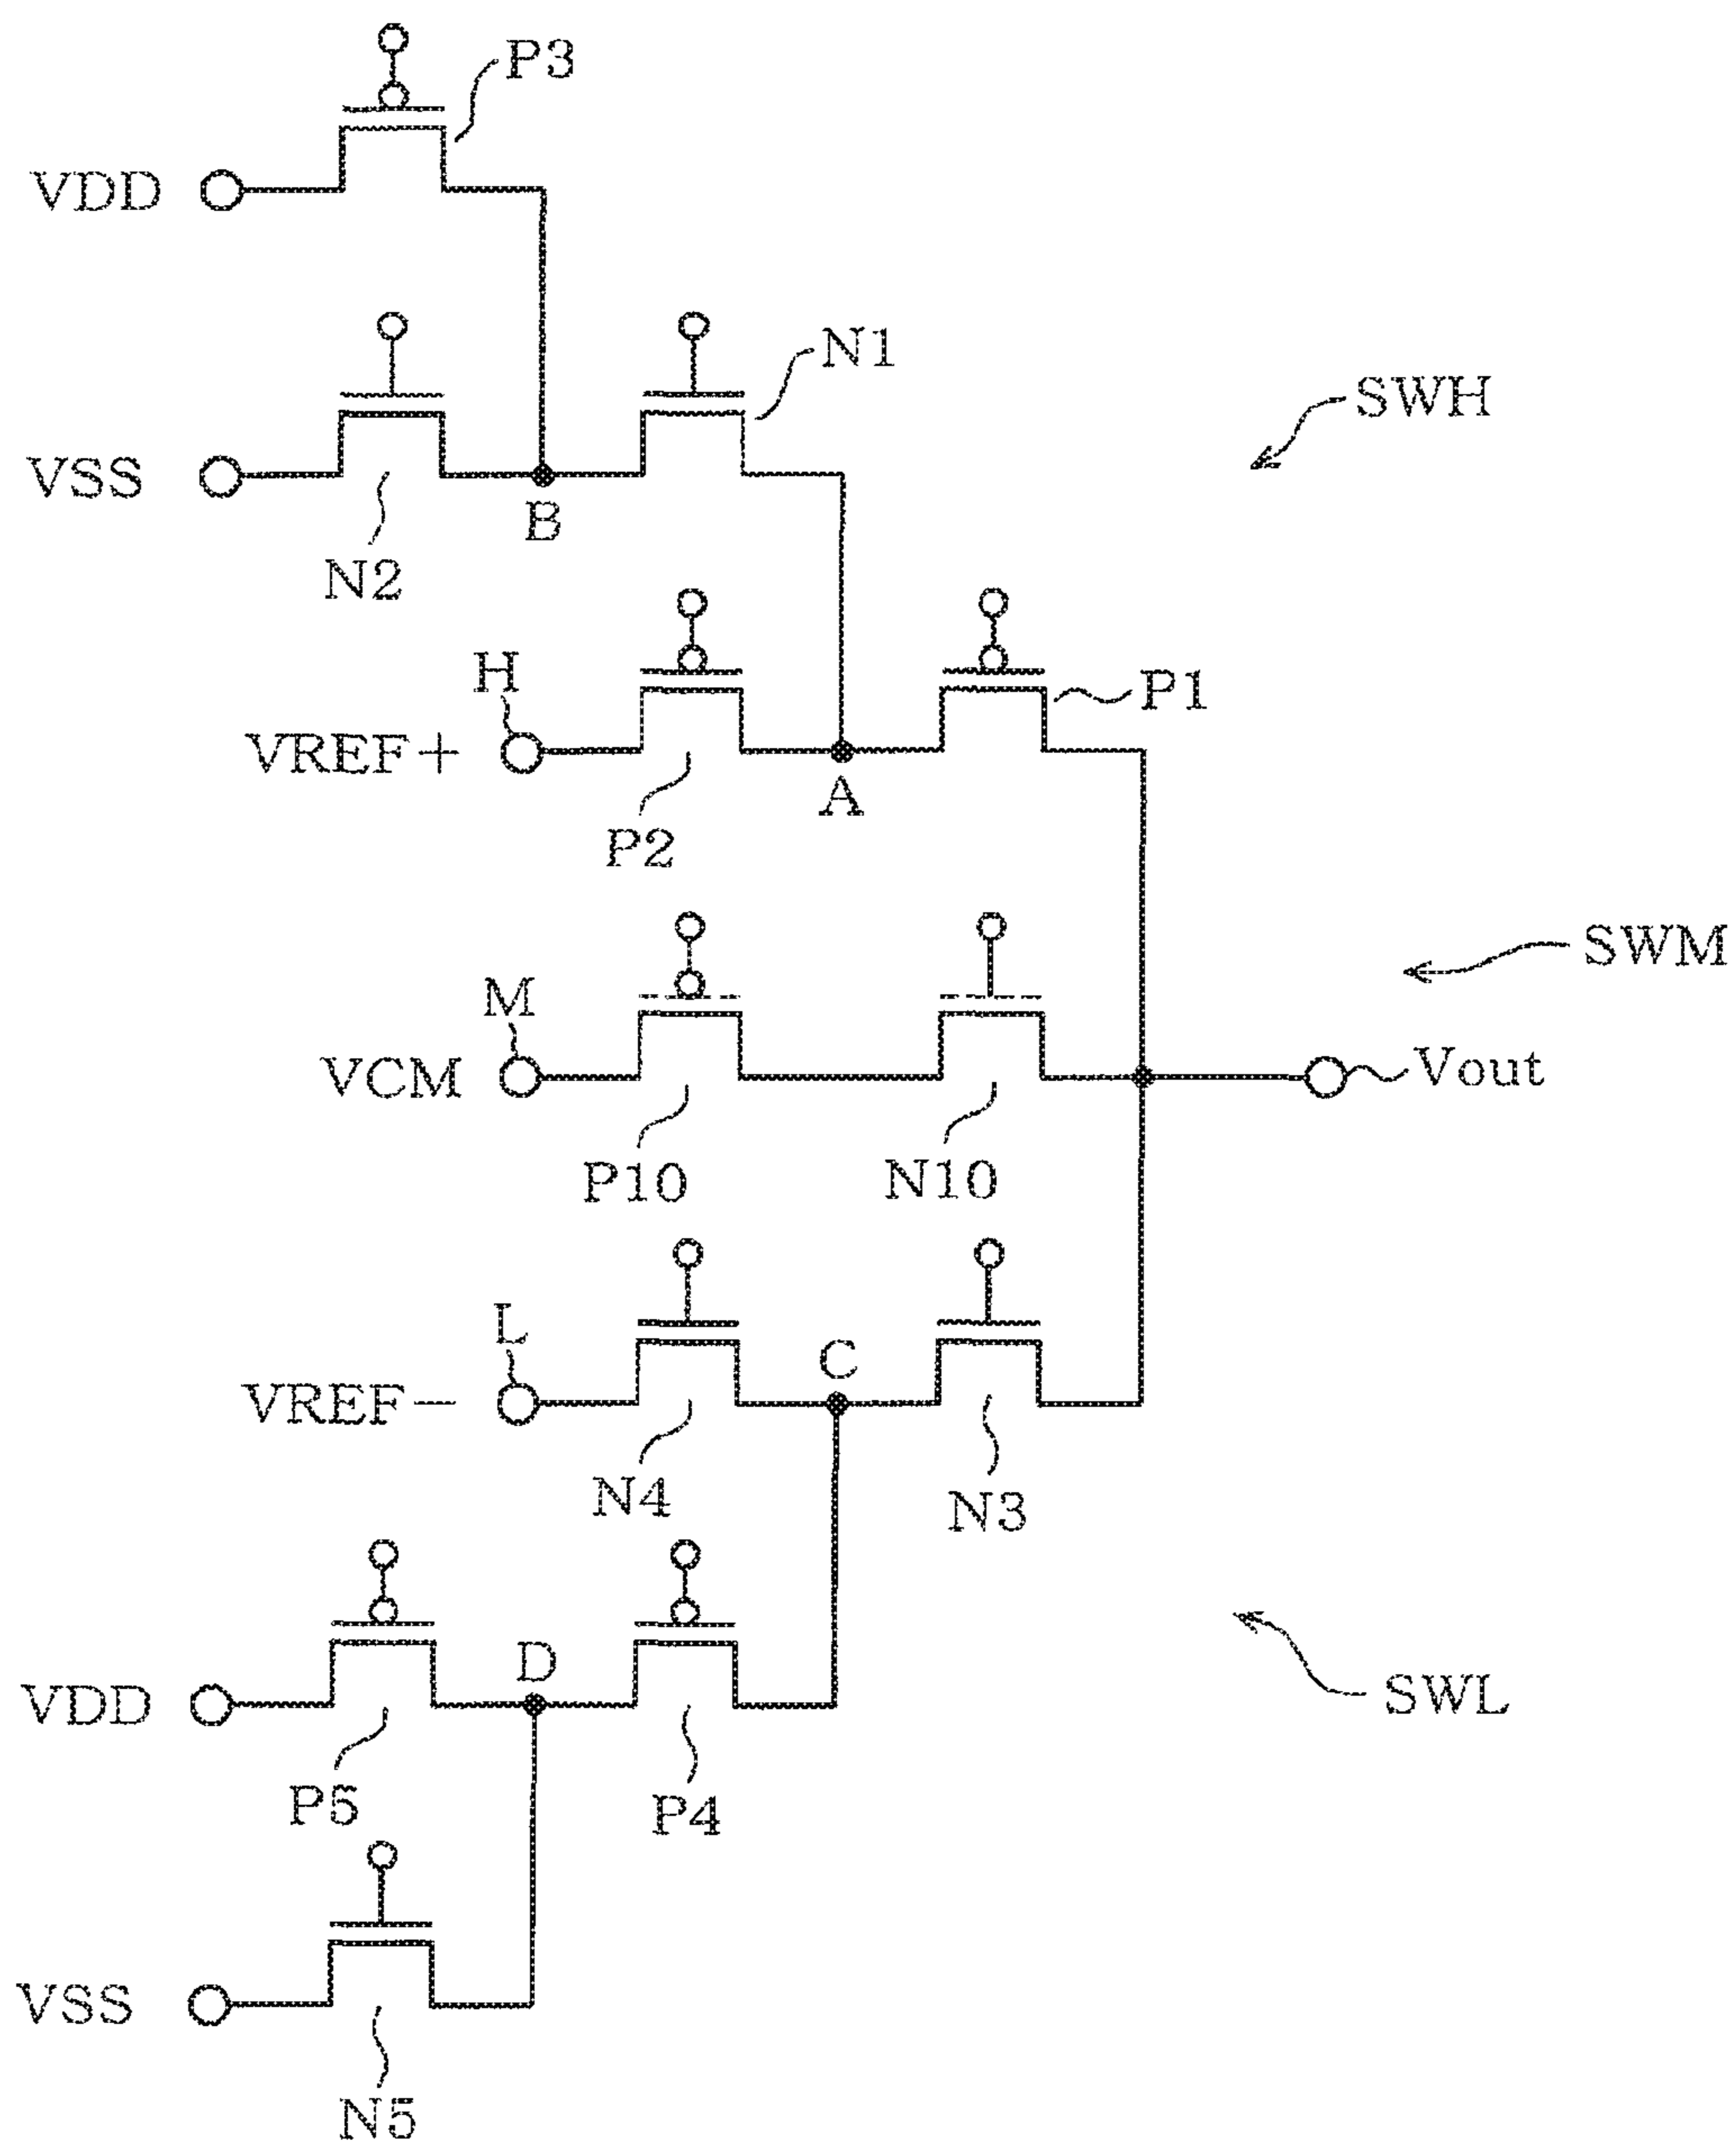 P3
VDD
N1
SWH
VSS
B
N2
H
P1
VREF+
A
P2
SWM
M
VCM
Vout
P10
N10
L
C
VREF−
N4
N3
D
SWL
VDD
P5
P4
VSS
N5